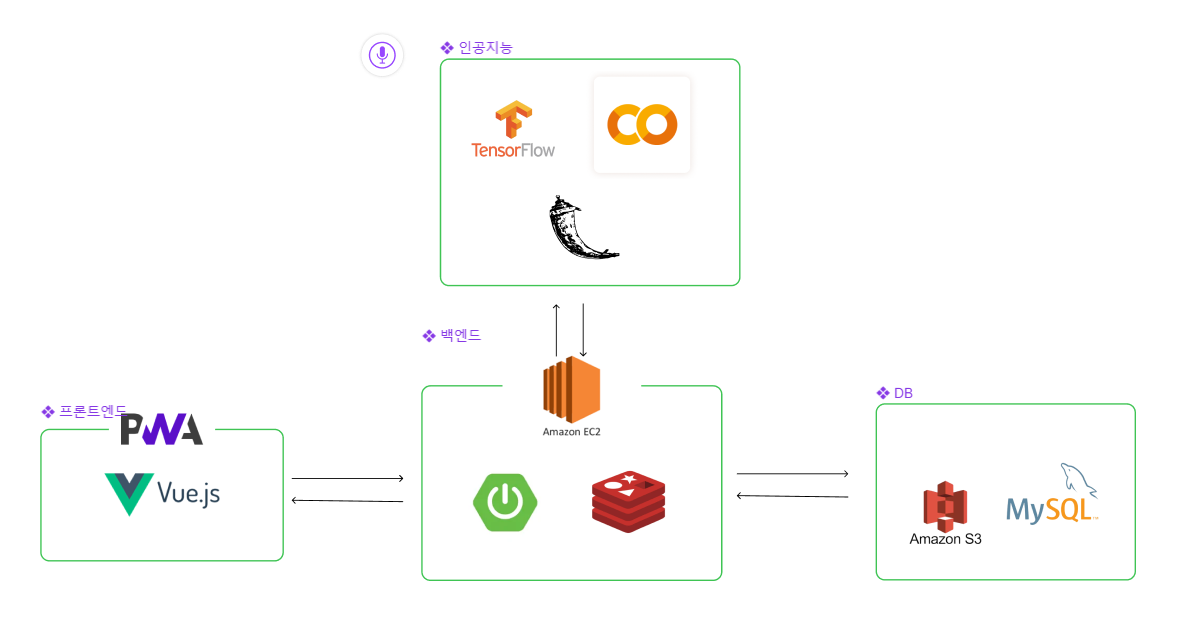 ❖ 인공지능
TensorFlow
CO
❖ 백엔드
Amazon EC2
❖ 프론트엔드
PWA
Vue.js
❖ DB
Amazon S3
MySQL™